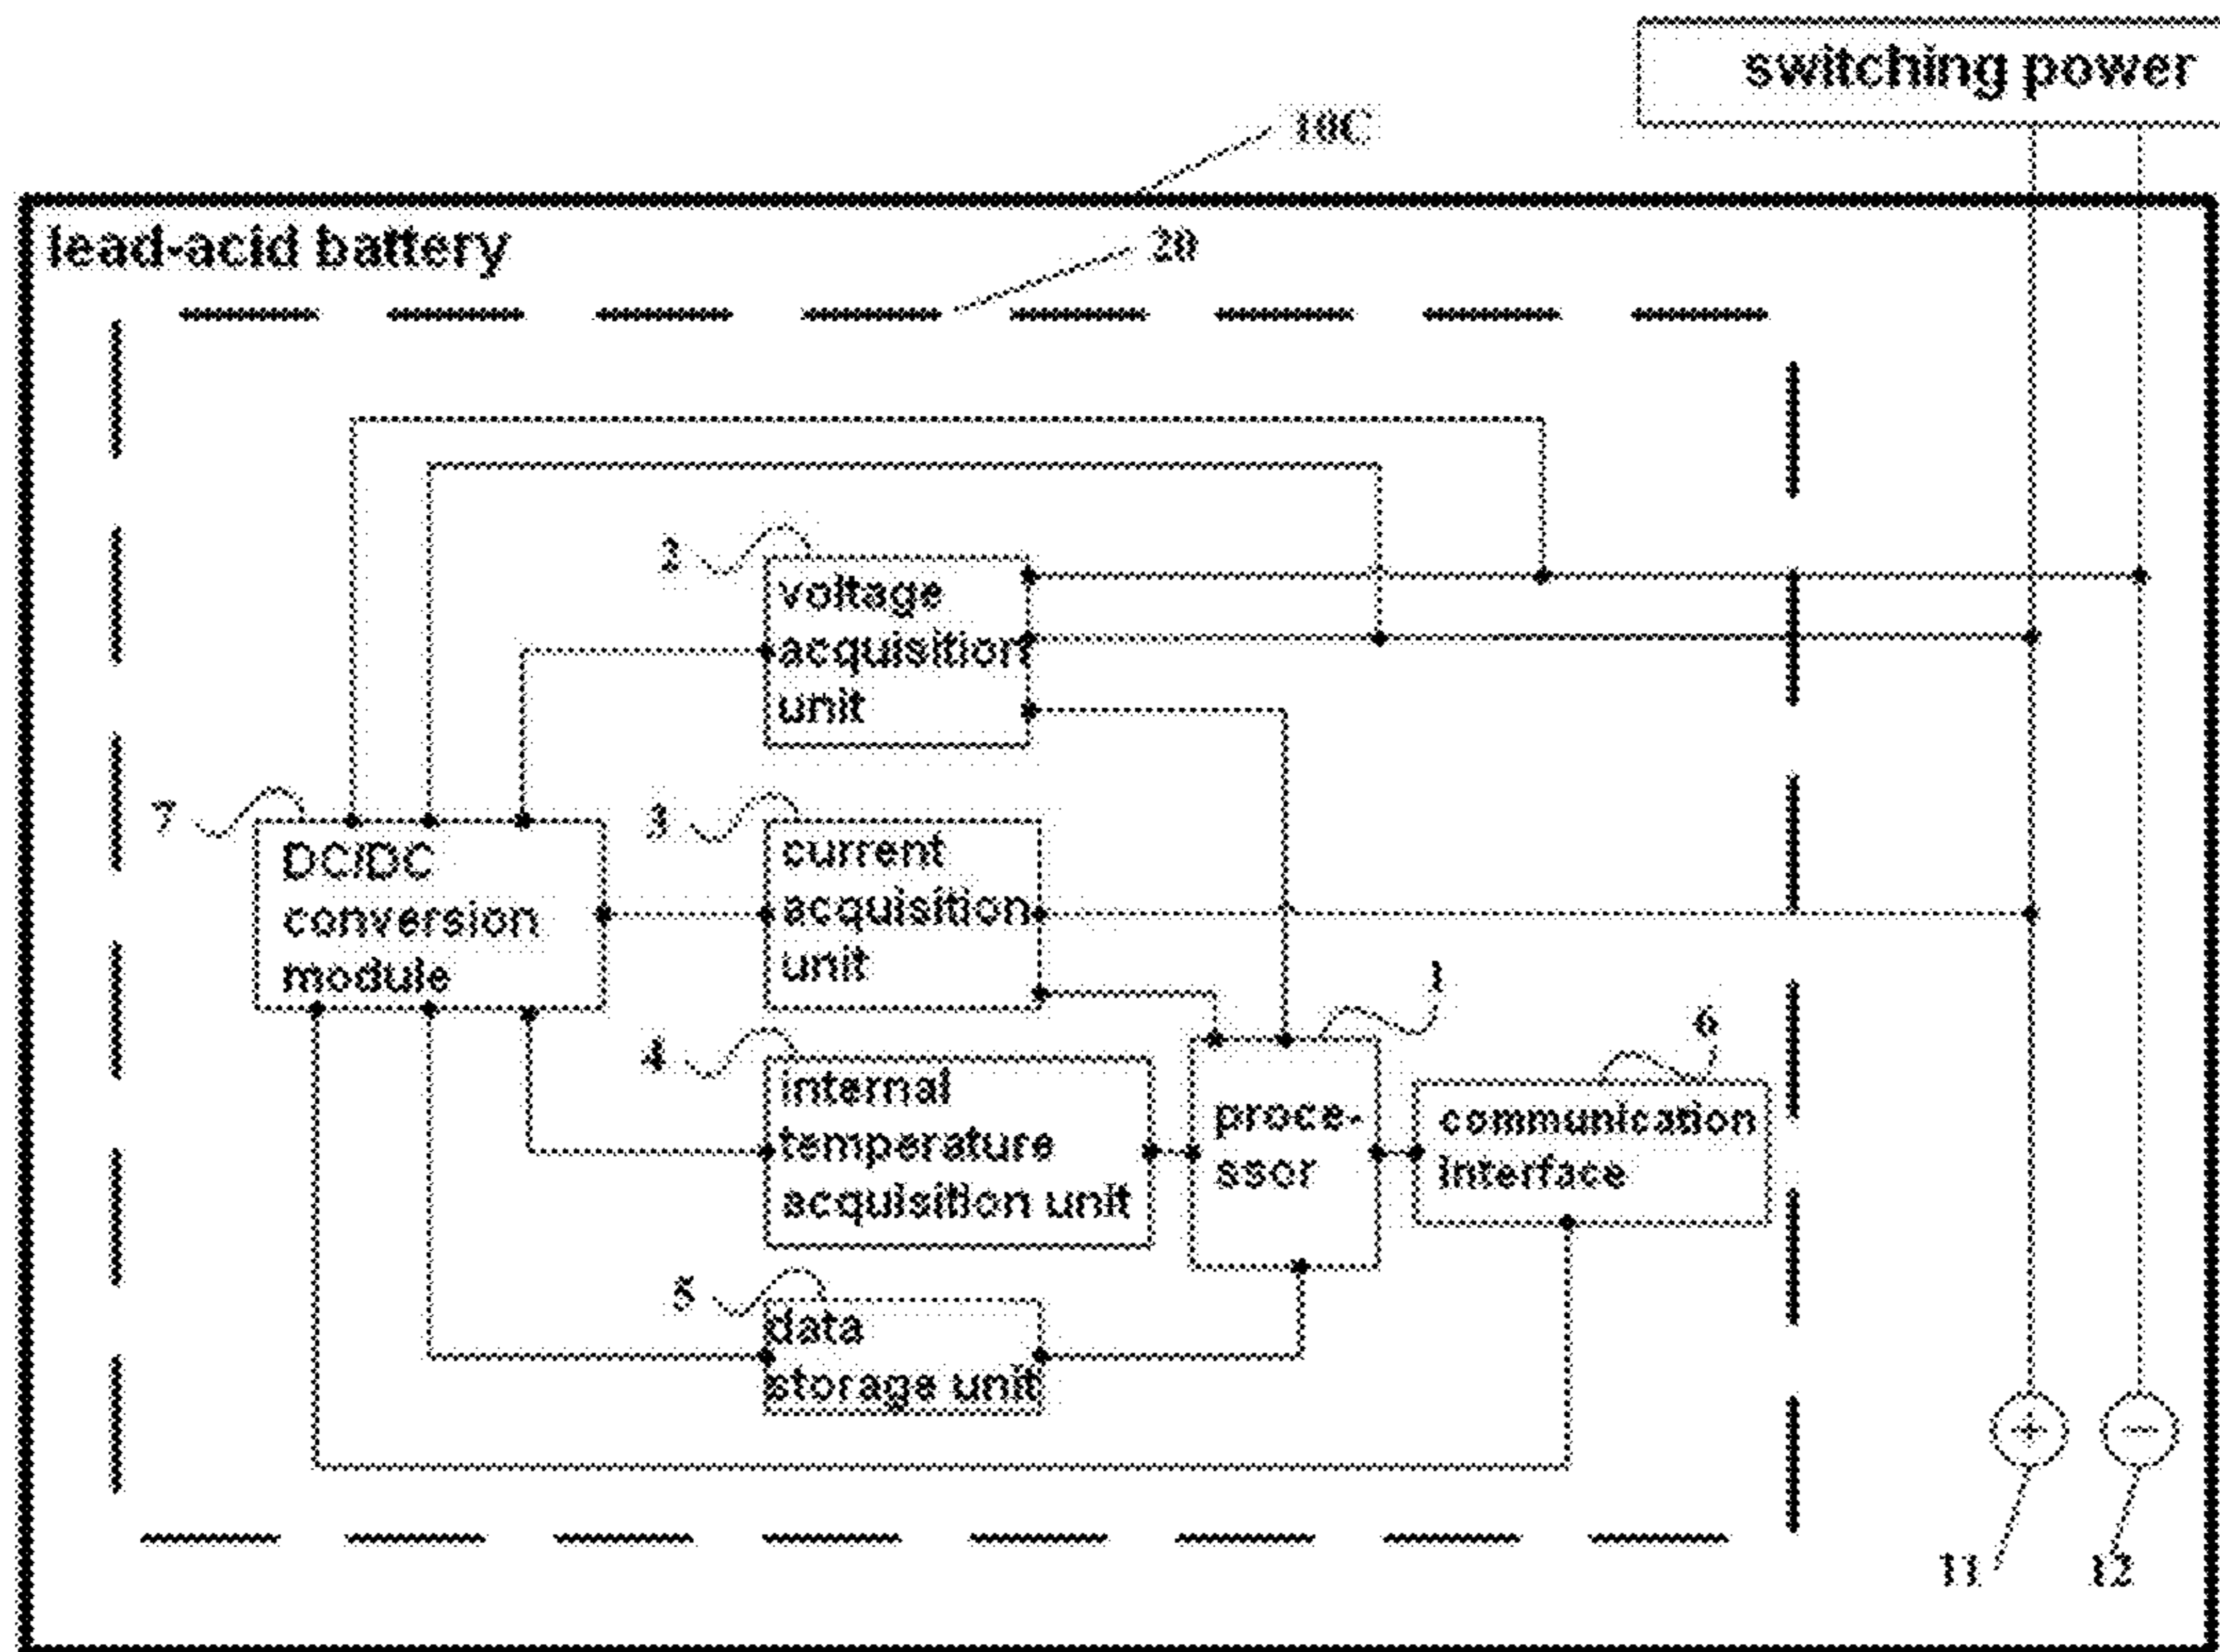 switching power
10C
lead-acid battery
20
2
voltage
acquisition
unit
7
3
DC/DC
conversion
module
current
acquisition
unit
1
6
4
internal
temperature
acquisition unit
proce-
ssor
communication
interface
5
data
storage unit
+
−
11
12